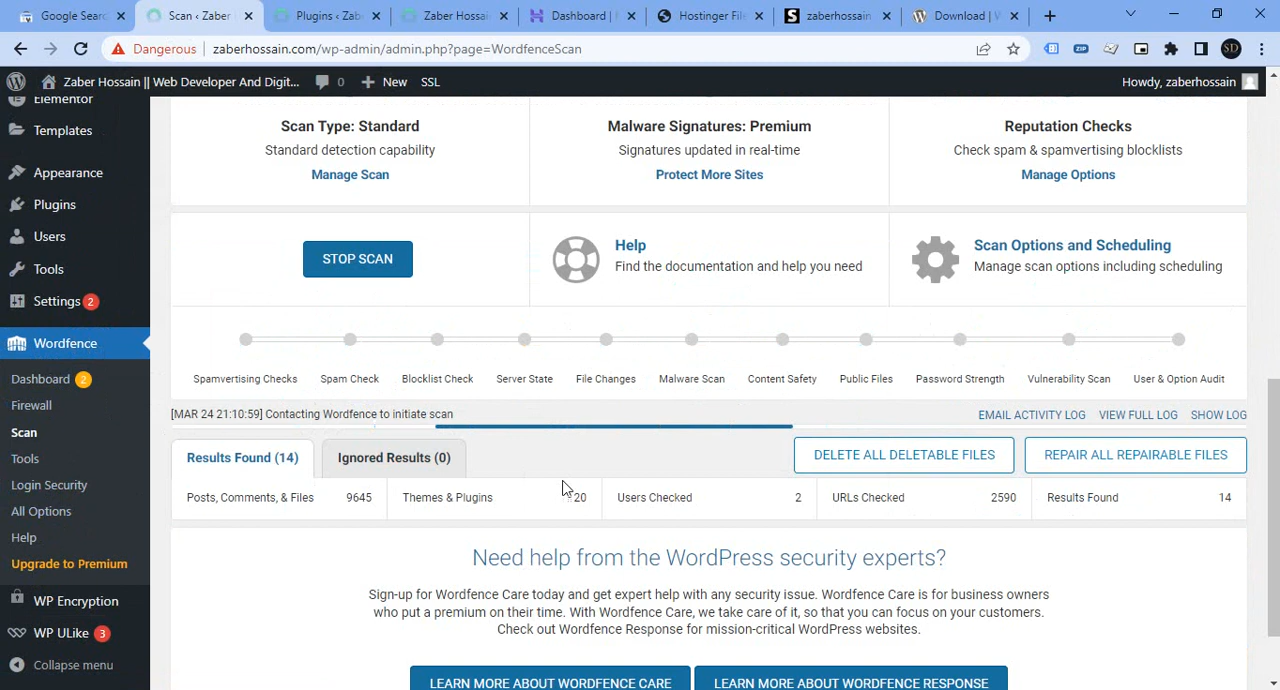 Google Searc
Scan < Zaber
Plugins < Zab
Zaber Hossain
Dashboard |
Hostinger File
zaberhossain
Download | W
Dangerous
zaberhossain.com/wp-admin/admin.php?page=WordfenceScan
ZIP
SD
Zaber Hossain || Web Developer And Digit...
0
New
SSL
Howdy, zaberhossain
Elementor
Templates
Appearance
Plugins
Users
Tools
Settings 2
Wordfence
Dashboard 2
Firewall
Scan
Tools
Login Security
All Options
Help
Upgrade to Premium
WP Encryption
WP ULike 3
Collapse menu
Scan Type: Standard
Standard detection capability
Manage Scan
Malware Signatures: Premium
Signatures updated in real-time
Protect More Sites
Reputation Checks
Check spam & spamvertising blocklists
Manage Options
STOP SCAN
Help
Find the documentation and help you need
Scan Options and Scheduling
Manage scan options including scheduling
Spamvertising Checks
Spam Check
Blocklist Check
Server State
File Changes
Malware Scan
Content Safety
Public Files
Password Strength
Vulnerability Scan
User & Option Audit
[MAR 24 21:10:59] Contacting Wordfence to initiate scan
EMAIL ACTIVITY LOG
VIEW FULL LOG
SHOW LOG
Results Found (14)
Ignored Results (0)
DELETE ALL DELETABLE FILES
REPAIR ALL REPAIRABLE FILES
Posts, Comments, & Files 9645
Themes & Plugins 20
Users Checked 2
URLs Checked 2590
Results Found 14
Need help from the WordPress security experts?
Sign-up for Wordfence Care today and get expert help with any security issue. Wordfence Care is for business owners
who put a premium on their time. With Wordfence Care, we take care of it, so that you can focus on your customers.
Check out Wordfence Response for mission-critical WordPress websites.
LEARN MORE ABOUT WORDFENCE CARE
LEARN MORE ABOUT WORDFENCE RESPONSE